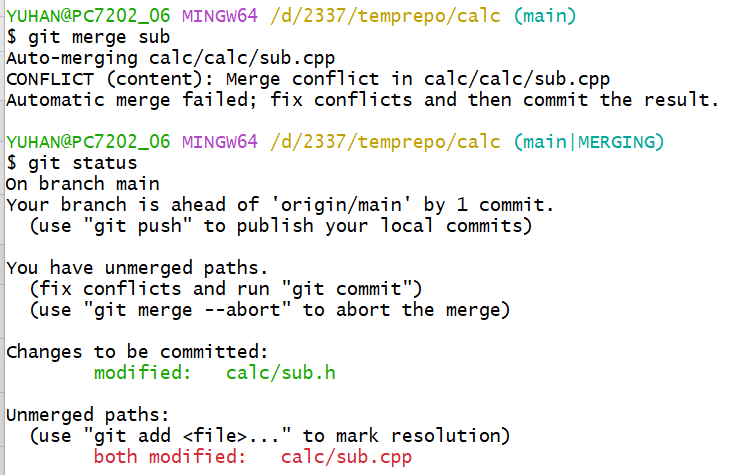 YUHAN@PC7202_06 MINGW64 /d/2337/temprepo/calc (main)
$ git merge sub
Auto-merging calc/calc/sub.cpp
CONFLICT (content): Merge conflict in calc/calc/sub.cpp
Automatic merge failed; fix conflicts and then commit the result.

YUHAN@PC7202_06 MINGW64 /d/2337/temprepo/calc (main|MERGING)
$ git status
On branch main
Your branch is ahead of 'origin/main' by 1 commit.
  (use "git push" to publish your local commits)

You have unmerged paths.
  (fix conflicts and run "git commit")
  (use "git merge --abort" to abort the merge)

Changes to be committed:
        modified:   calc/sub.h

Unmerged paths:
  (use "git add <file>..." to mark resolution)
        both modified:   calc/sub.cpp